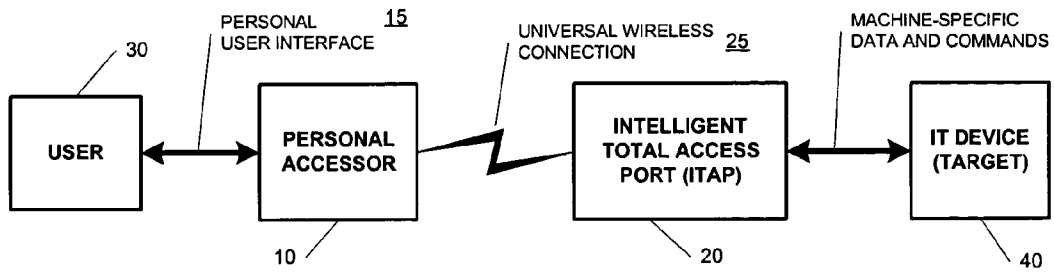 PERSONAL
USER INTERFACE
15
30
UNIVERSAL WIRELESS
CONNECTION
25
MACHINE-SPECIFIC
DATA AND COMMANDS
USER
PERSONAL
ACCESSOR
INTELLIGENT
TOTAL ACCESS
PORT (ITAP)
IT DEVICE
(TARGET)
10
20
40